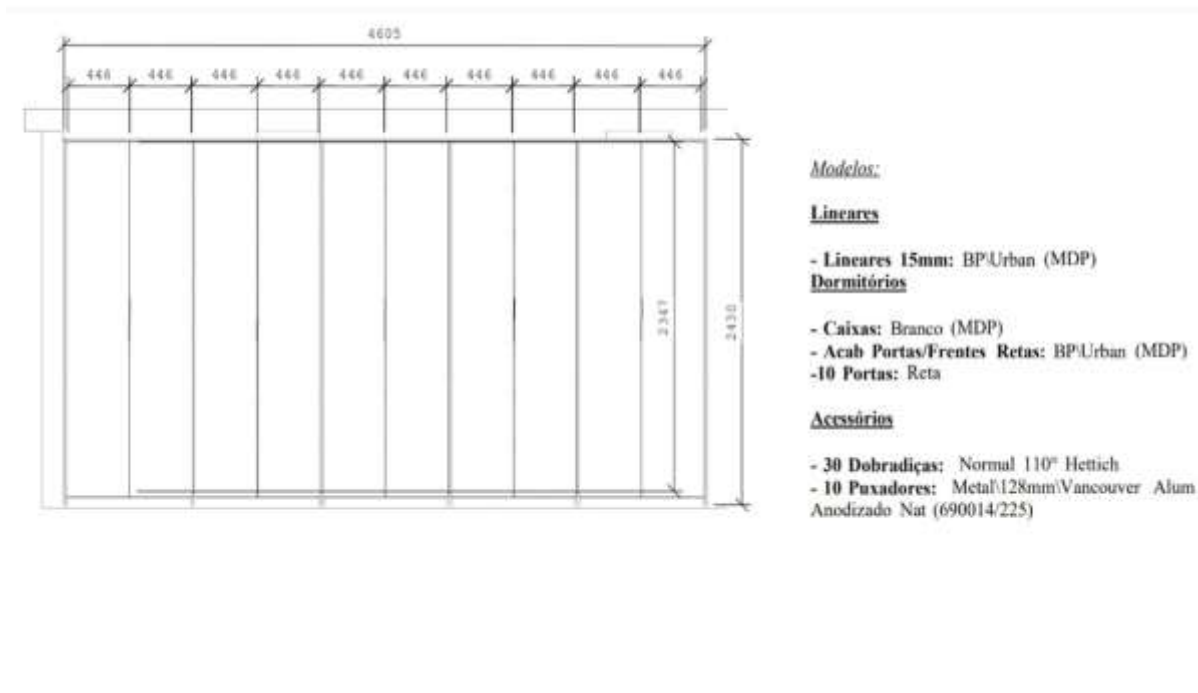 4605
446 446 446 446 446 446 446 446 446 446
2347
2430
Modelos:
Lineares
- Lineares 15mm: BP\Urban (MDP)
Dormitórios
- Caixas: Branco (MDP)
- Acab Portas/Frentes Retas: BP\Urban (MDP)
-10 Portas: Reta
Acessórios
- 30 Dobradiças: Normal 110° Hettich
- 10 Puxadores: Metal\128mm\Vancouver Alum
Anodizado Nat (690014/225)